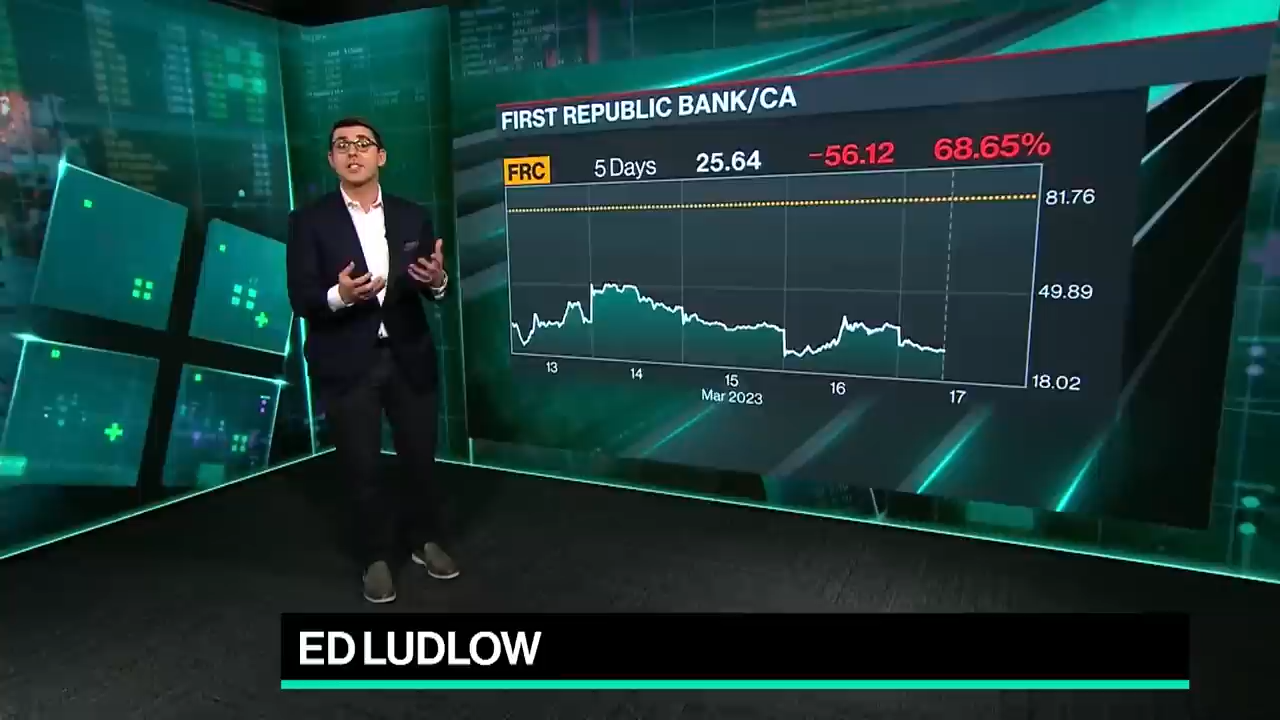 FIRST REPUBLIC BANK/CA
FRC 5 Days 25.64 -56.12 68.65%
81.76
49.89
18.02
13 14 15 16 17
Mar 2023
ED LUDLOW